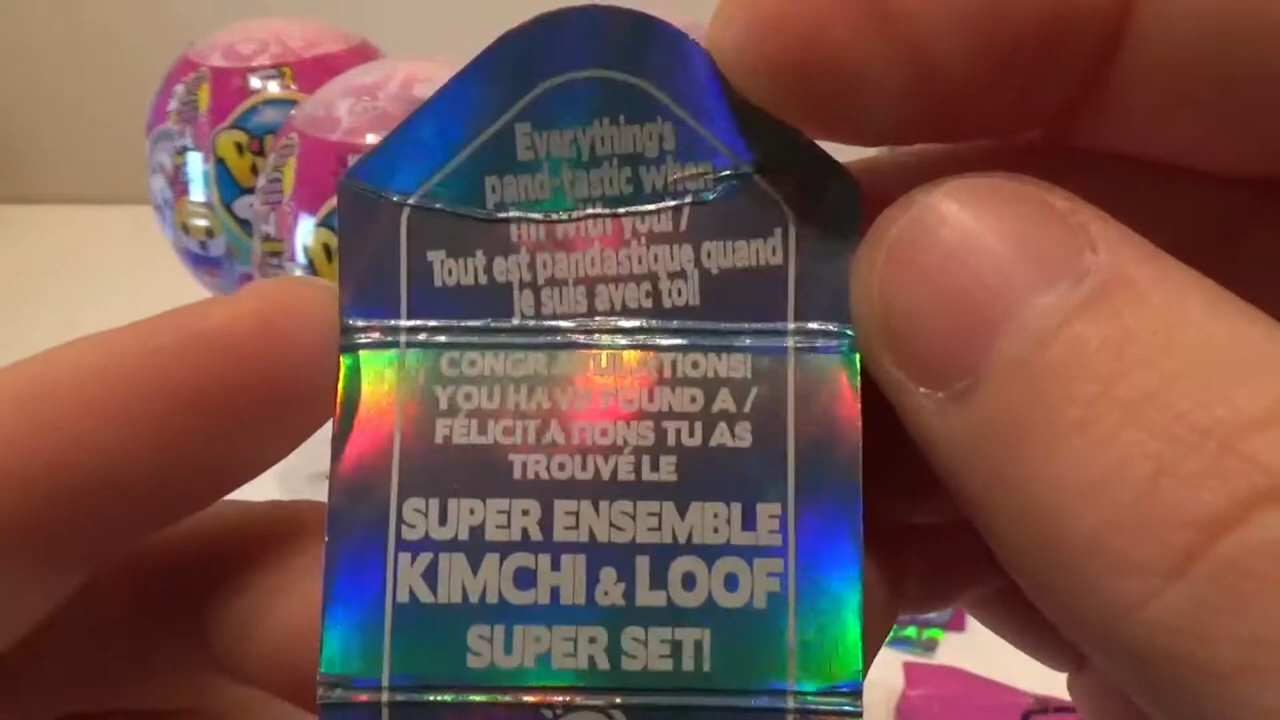 Everything's
pand-tastic when
I'm with you! /
Tout est pandastique quand
je suis avec toi!
CONGRATULATIONS!
YOU HAVE FOUND A /
FÉLICITATIONS TU AS
TROUVÉ LE
SUPER ENSEMBLE
KIMCHI & LOOF
SUPER SET!